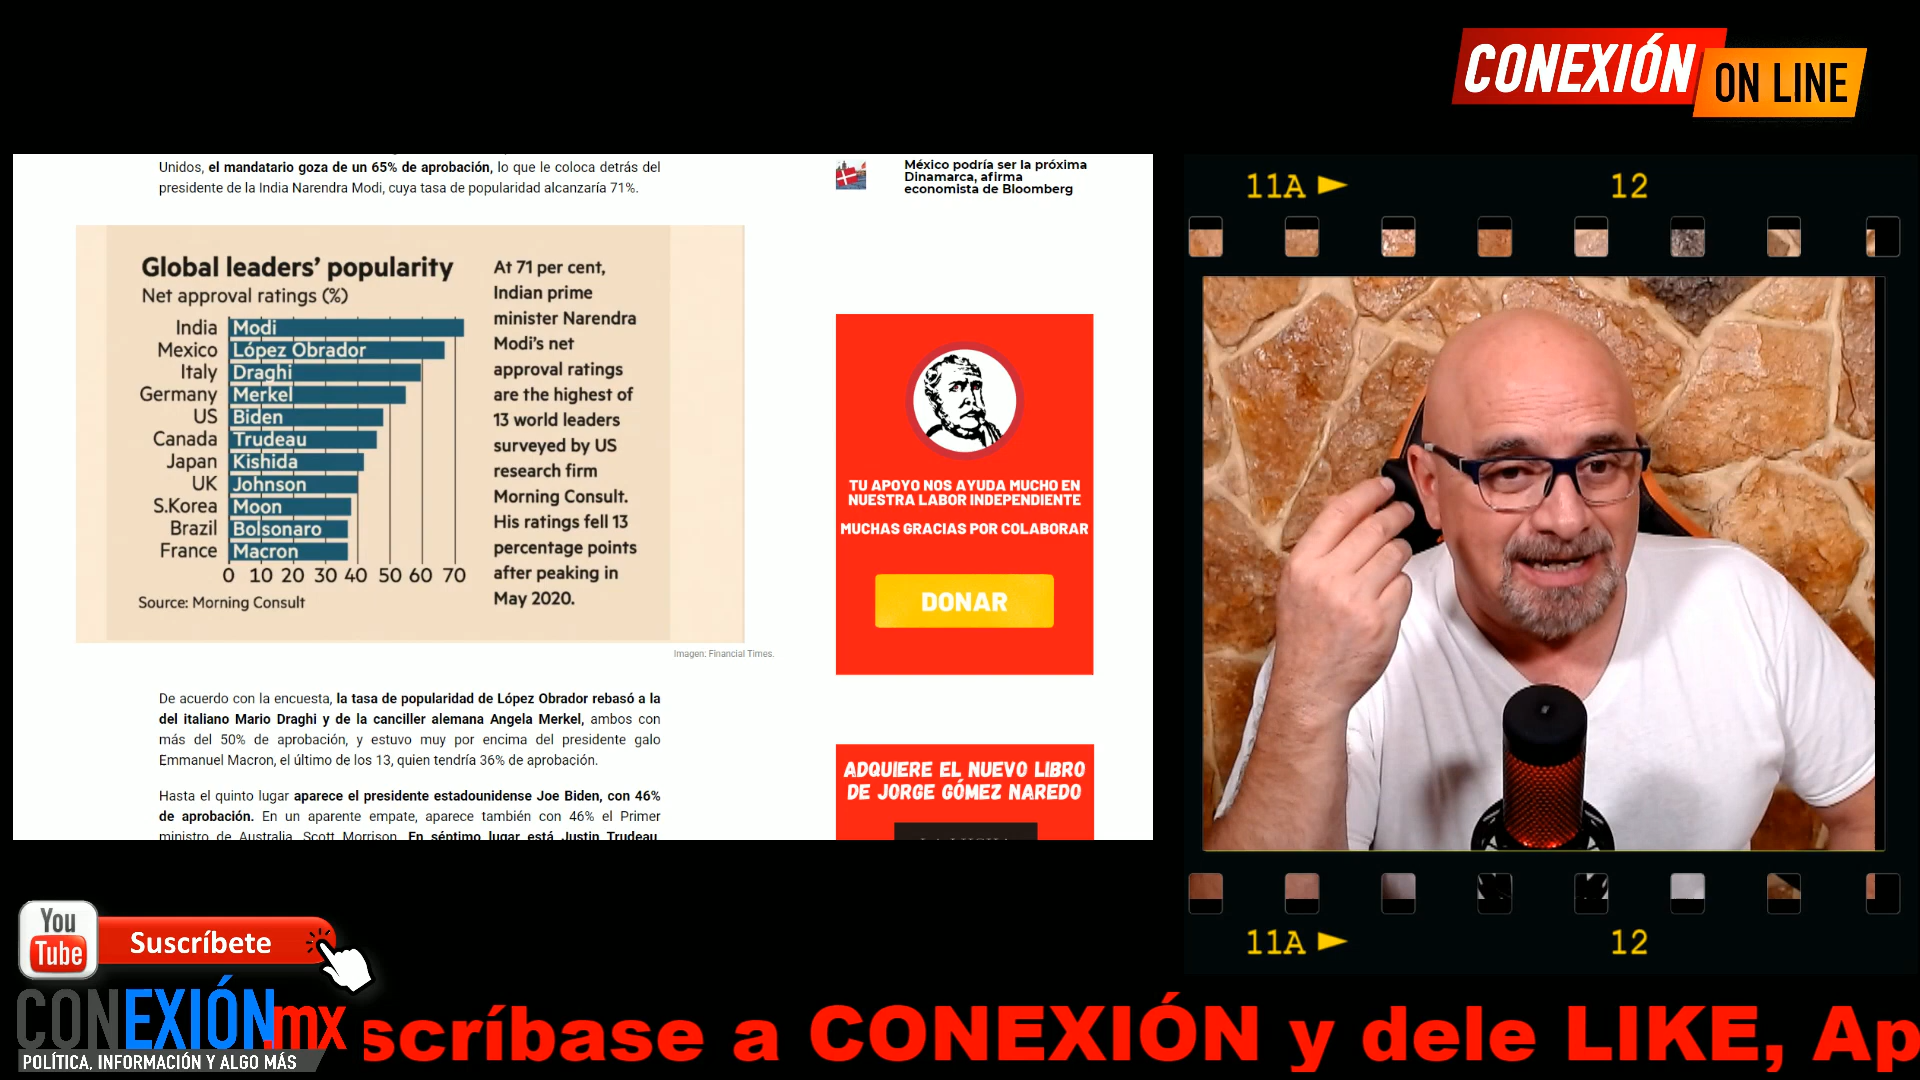 CONEXIÓN
ON LINE
Unidos, el mandatario goza de un 65% de aprobación, lo que le coloca detrás del
presidente de la India Narendra Modi, cuya tasa de popularidad alcanzaría 71%.
Global leaders' popularity
Net approval ratings (%)
India Modi
Mexico López Obrador
Italy Draghi
Germany Merkel
US Biden
Canada Trudeau
Japan Kishida
UK Johnson
S.Korea Moon
Brazil Bolsonaro
France Macron
0 10 20 30 40 50 60 70
Source: Morning Consult
At 71 per cent,
Indian prime
minister Narendra
Modi's net
approval ratings
are the highest of
13 world leaders
surveyed by US
research firm
Morning Consult.
His ratings fell 13
percentage points
after peaking in
May 2020.
Imagen: Financial Times.
De acuerdo con la encuesta, la tasa de popularidad de López Obrador rebasó a la
del italiano Mario Draghi y de la canciller alemana Angela Merkel, ambos con
más del 50% de aprobación, y estuvo muy por encima del presidente galo
Emmanuel Macron, el último de los 13, quien tendría 36% de aprobación.
Hasta el quinto lugar aparece el presidente estadounidense Joe Biden, con 46%
de aprobación. En un aparente empate, aparece también con 46% el Primer
ministro de Australia, Scott Morrison. En séptimo lugar está Justin Trudeau,
México podría ser la próxima
Dinamarca, afirma
economista de Bloomberg
TU APOYO NOS AYUDA MUCHO EN
NUESTRA LABOR INDEPENDIENTE
MUCHAS GRACIAS POR COLABORAR
DONAR
ADQUIERE EL NUEVO LIBRO
DE JORGE GÓMEZ NAREDO
11A 12
11A 12
You
Tube
Suscríbete
CONEXIÓN.mx
POLÍTICA, INFORMACIÓN Y ALGO MÁS
scríbase a CONEXIÓN y dele LIKE, Ap